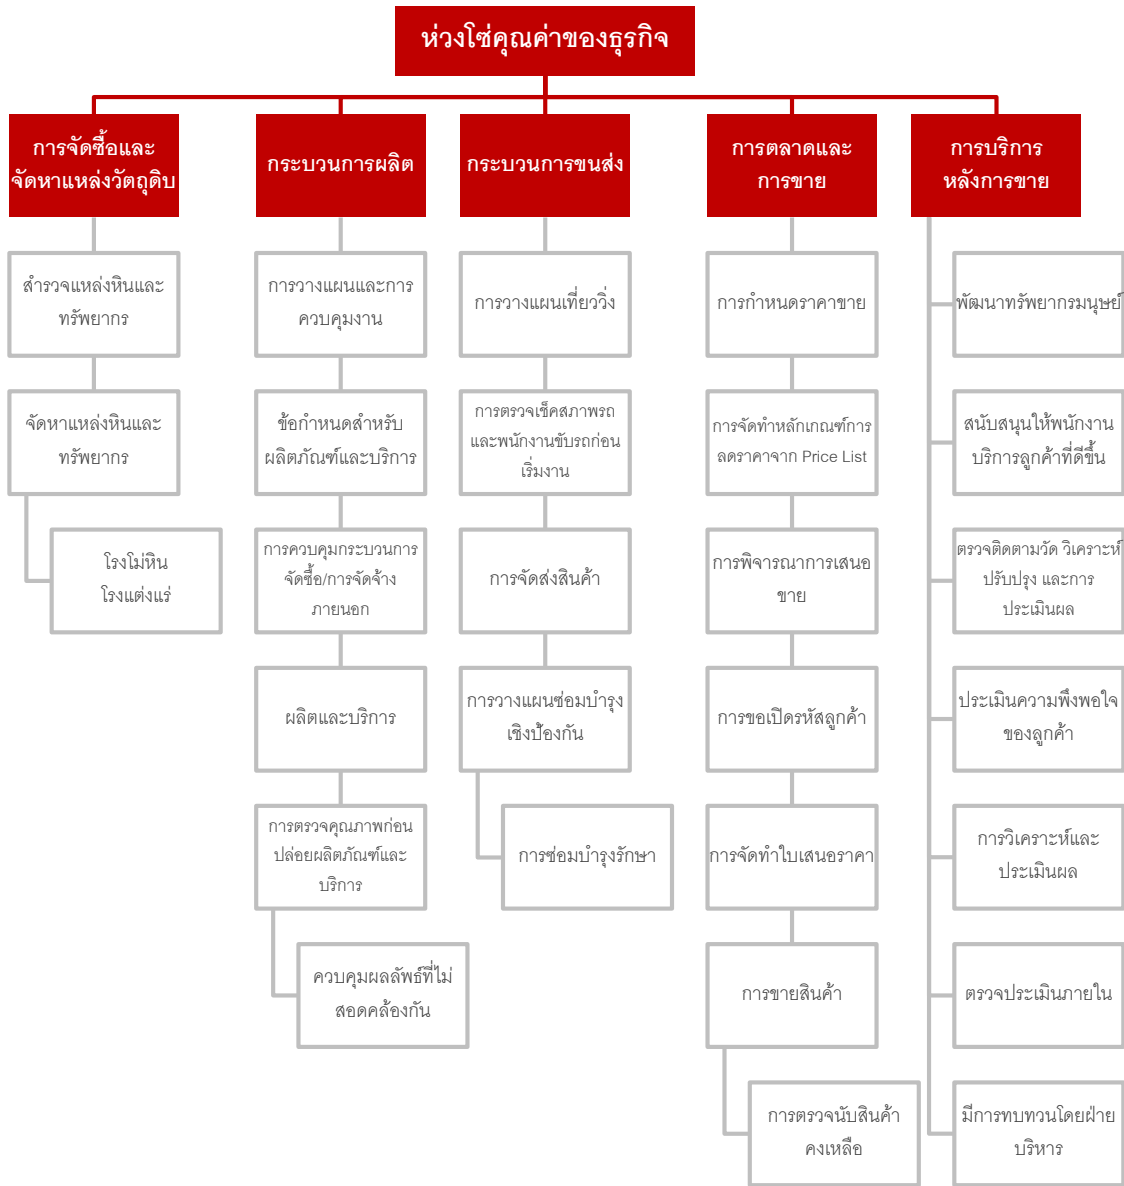 ห่วงโซ่คุณค่าของธุรกิจ
การจัดซื้อและ
จัดหาแหล่งวัตถุดิบ
สำรวจแหล่งหินและ
ทรัพยากร
จัดหาแหล่งหินและ
ทรัพยากร
โรงโม่หิน
โรงแต่งแร่
กระบวนการผลิต
การวางแผนและการ
ควบคุมงาน
ข้อกำหนดสำหรับ
ผลิตภัณฑ์และบริการ
การควบคุมกระบวนการ
จัดซื้อ/การจัดจ้าง
ภายนอก
ผลิตและบริการ
การตรวจคุณภาพก่อน
ปล่อยผลิตภัณฑ์และ
บริการ
ควบคุมผลลัพธ์ที่ไม่
สอดคล้องกัน
กระบวนการขนส่ง
การวางแผนเที่ยววิ่ง
การตรวจเช็คสภาพรถ
และพนักงานขับรถก่อน
เริ่มงาน
การจัดส่งสินค้า
การวางแผนซ่อมบำรุง
เชิงป้องกัน
การซ่อมบำรุงรักษา
การตลาดและ
การขาย
การกำหนดราคาขาย
การจัดทำหลักเกณฑ์การ
ลดราคาจาก Price List
การพิจารณาการเสนอ
ขาย
การขอเปิดรหัสลูกค้า
การจัดทำใบเสนอราคา
การขายสินค้า
การตรวจนับสินค้า
คงเหลือ
การบริการ
หลังการขาย
พัฒนาทรัพยากรมนุษย์
สนับสนุนให้พนักงาน
บริการลูกค้าที่ดีขึ้น
ตรวจติดตามวัด วิเคราะห์
ปรับปรุง และการ
ประเมินผล
ประเมินความพึงพอใจ
ของลูกค้า
การวิเคราะห์และ
ประเมินผล
ตรวจประเมินภายใน
มีการทบทวนโดยฝ่าย
บริหาร